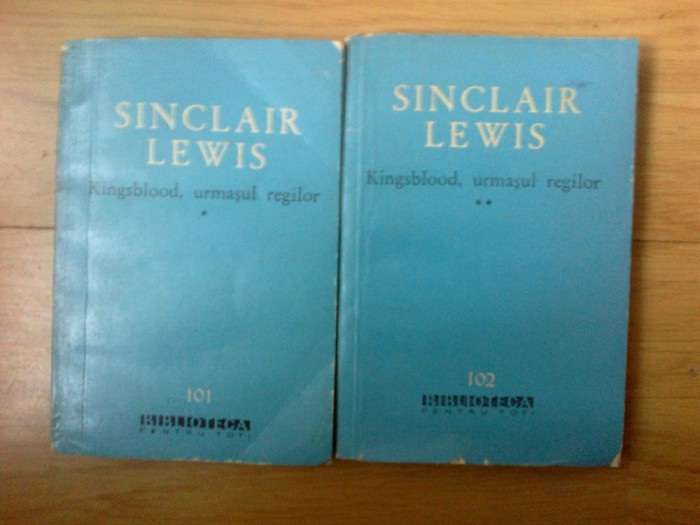 SINCLAIR
LEWIS
Kingsblood, urmașul regilor
*
101
BIBLIOTECA
PENTRU TOȚI
SINCLAIR
LEWIS
Kingsblood, urmașul regilor
**
102
BIBLIOTECA
PENTRU TOȚI